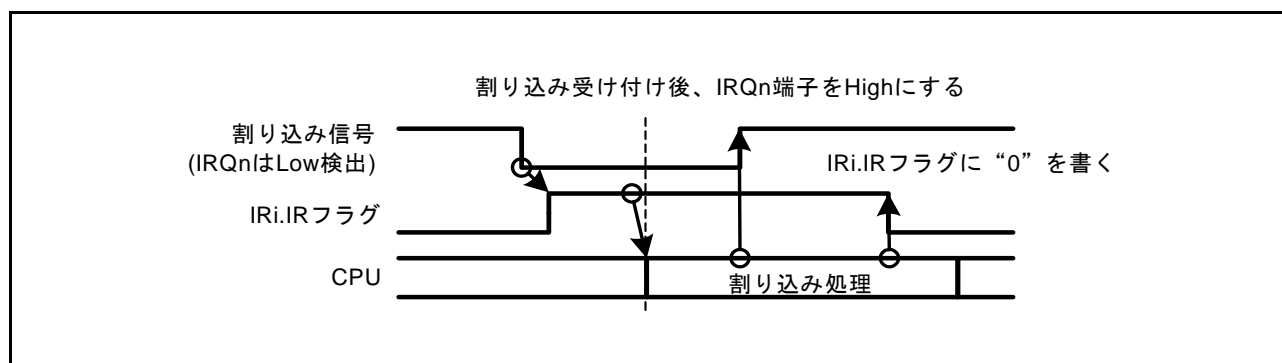 割り込み受け付け後、IRQn端子をHighにする
割り込み信号
(IRQnはLow検出)
IRi.IRフラグに“0”を書く
IRi.IRフラグ
CPU
割り込み処理